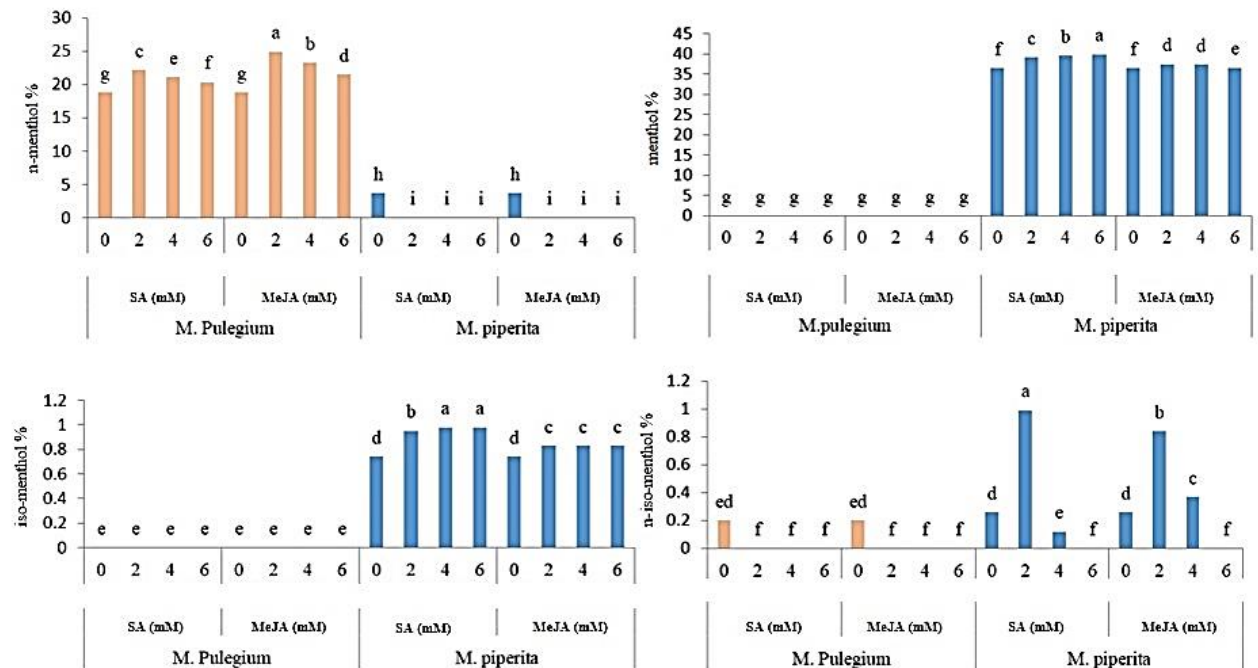 n-menthol %
30
25
20
15
10
5
0
g c e f g a b d h i i i h i i i
0 2 4 6 0 2 4 6 0 2 4 6 0 2 4 6
SA (mM) MeJA (mM) SA (mM) MeJA (mM)
M. Pulegium M. piperita
menthol %
45
40
35
30
25
20
15
10
5
0
g g g g g g g g f c b a f d d e
0 2 4 6 0 2 4 6 0 2 4 6 0 2 4 6
SA (mM) MeJA (mM) SA (mM) MeJA (mM)
M.pulegium M. piperita
iso-menthol %
1.2
1
0.8
0.6
0.4
0.2
0
e e e e e e e e d b a a d c c c
0 2 4 6 0 2 4 6 0 2 4 6 0 2 4 6
SA (mM) MeJA (mM) SA (mM) MeJA (mM)
M. Pulegium M. piperita
n-iso-menthol %
1.2
1
0.8
0.6
0.4
0.2
0
ed f f f ed f f f d a e f d b c f
0 2 4 6 0 2 4 6 0 2 4 6 0 2 4 6
SA (mM) MeJA (mM) SA (mM) MeJA (mM)
M. Pulegium M. piperita